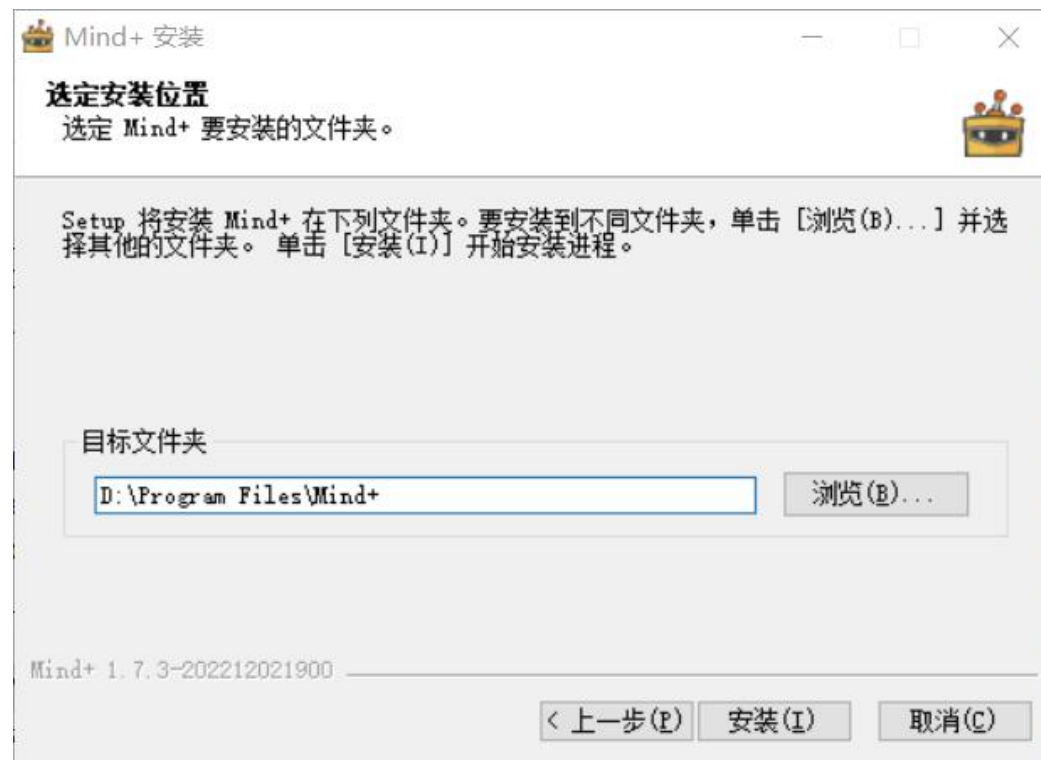 Mind+ 安装
选定安装位置
选定 Mind+ 要安装的文件夹。
Setup 将安装 Mind+ 在下列文件夹。要安装到不同文件夹，单击 [浏览(B)...] 并选
择其他的文件夹。 单击 [安装(I)] 开始安装进程。
目标文件夹
D:\Program Files\Mind+
浏览(B)...
Mind+ 1.7.3-202212021900
< 上一步(P)
安装(I)
取消(C)